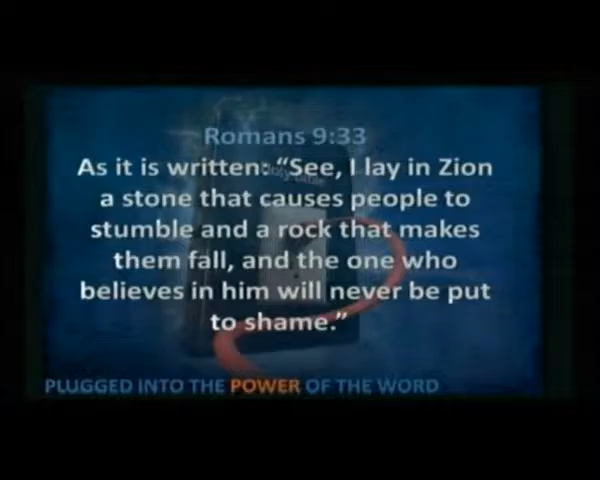 Romans 9:33
As it is written: “See, I lay in Zion
a stone that causes people to
stumble and a rock that makes
them fall, and the one who
believes in him will never be put
to shame.”
PLUGGED INTO THE POWER OF THE WORD